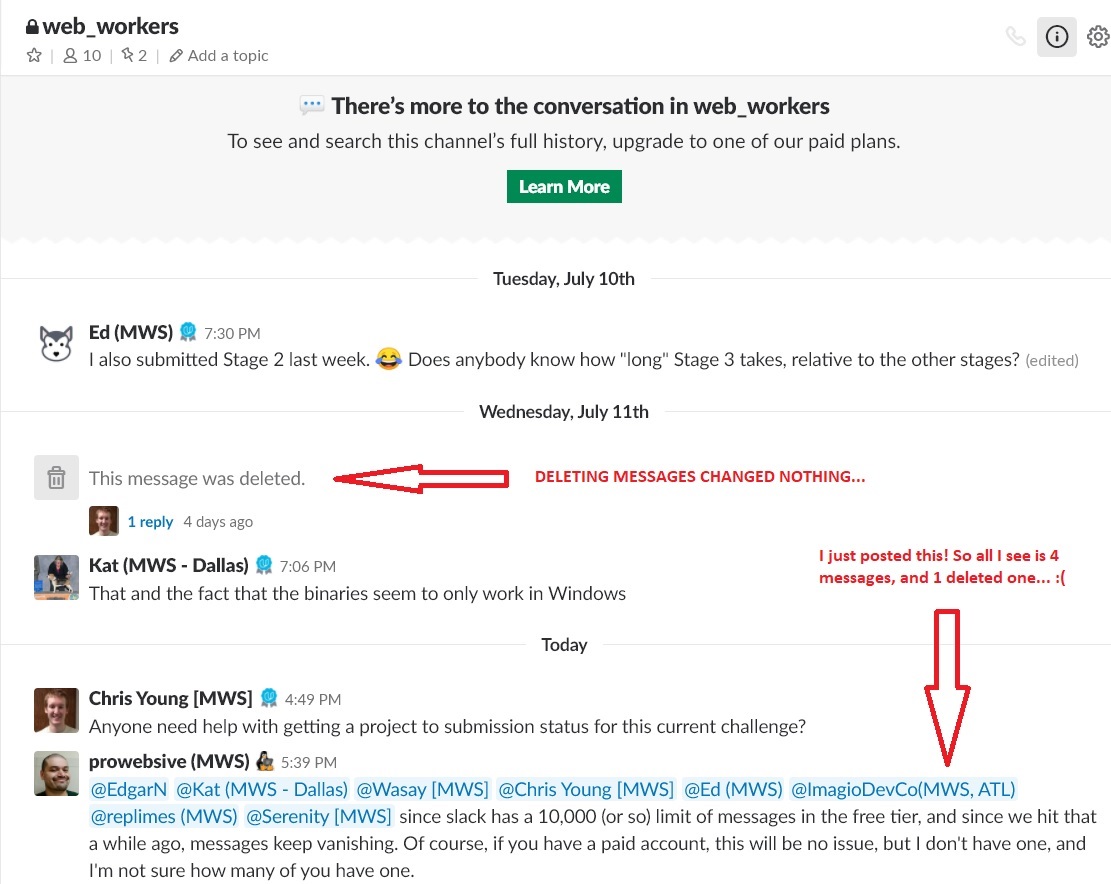 web_workers
10 | 2 | Add a topic
There’s more to the conversation in web_workers
To see and search this channel’s full history, upgrade to one of our paid plans.
Learn More
Tuesday, July 10th
Ed (MWS) 7:30 PM
I also submitted Stage 2 last week. 😂 Does anybody know how "long" Stage 3 takes, relative to the other stages? (edited)
Wednesday, July 11th
This message was deleted.
DELETING MESSAGES CHANGED NOTHING...
1 reply 4 days ago
Kat (MWS - Dallas) 7:06 PM
That and the fact that the binaries seem to only work in Windows
I just posted this! So all I see is 4
messages, and 1 deleted one... :(
Today
Chris Young [MWS] 4:49 PM
Anyone need help with getting a project to submission status for this current challenge?
prowebsive (MWS) 5:39 PM
@EdgarN @Kat (MWS - Dallas) @Wasay [MWS] @Chris Young [MWS] @Ed (MWS) @ImagioDevCo(MWS, ATL)
@replimes (MWS) @Serenity [MWS] since slack has a 10,000 (or so) limit of messages in the free tier, and since we hit that
a while ago, messages keep vanishing. Of course, if you have a paid account, this will be no issue, but I don't have one, and
I'm not sure how many of you have one.